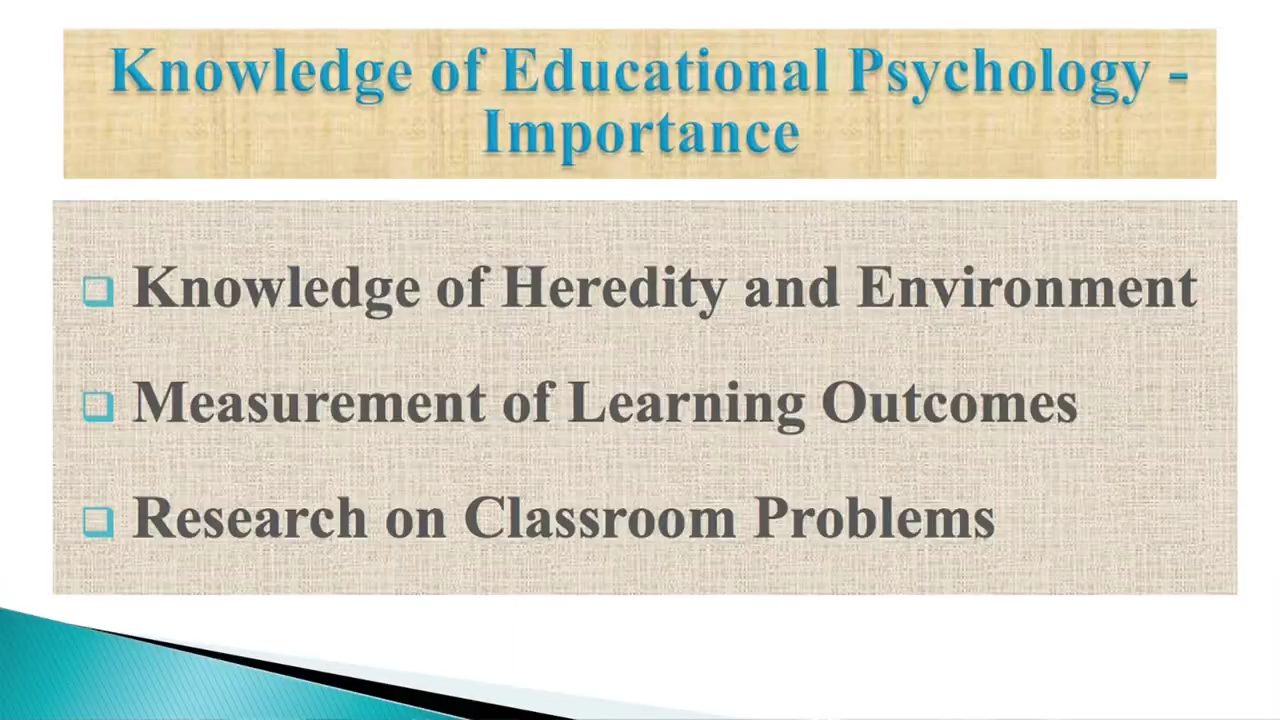 Knowledge of Educational Psychology -
Importance
Knowledge of Heredity and Environment
Measurement of Learning Outcomes
Research on Classroom Problems